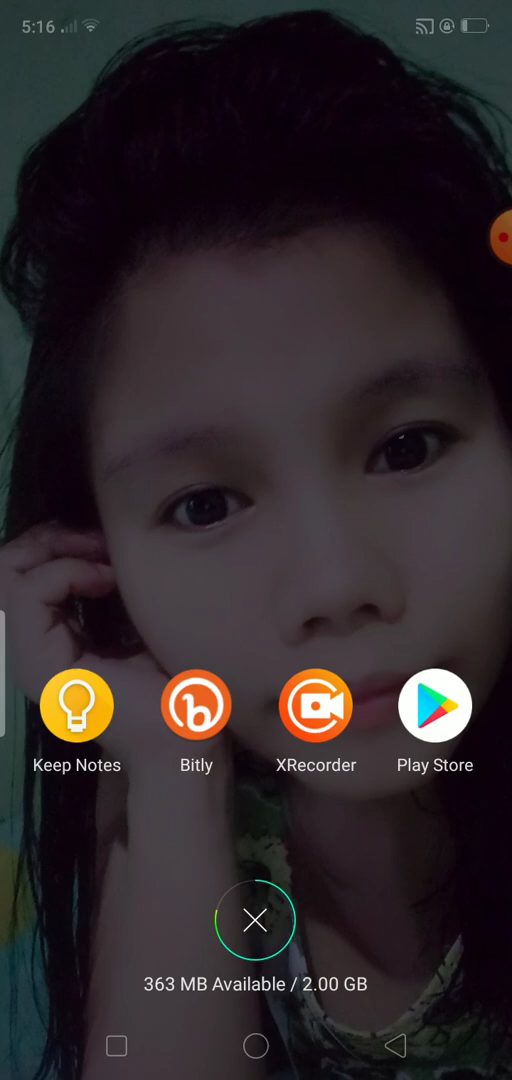 5:16
Keep Notes
Bitly
XRecorder
Play Store
363 MB Available / 2.00 GB